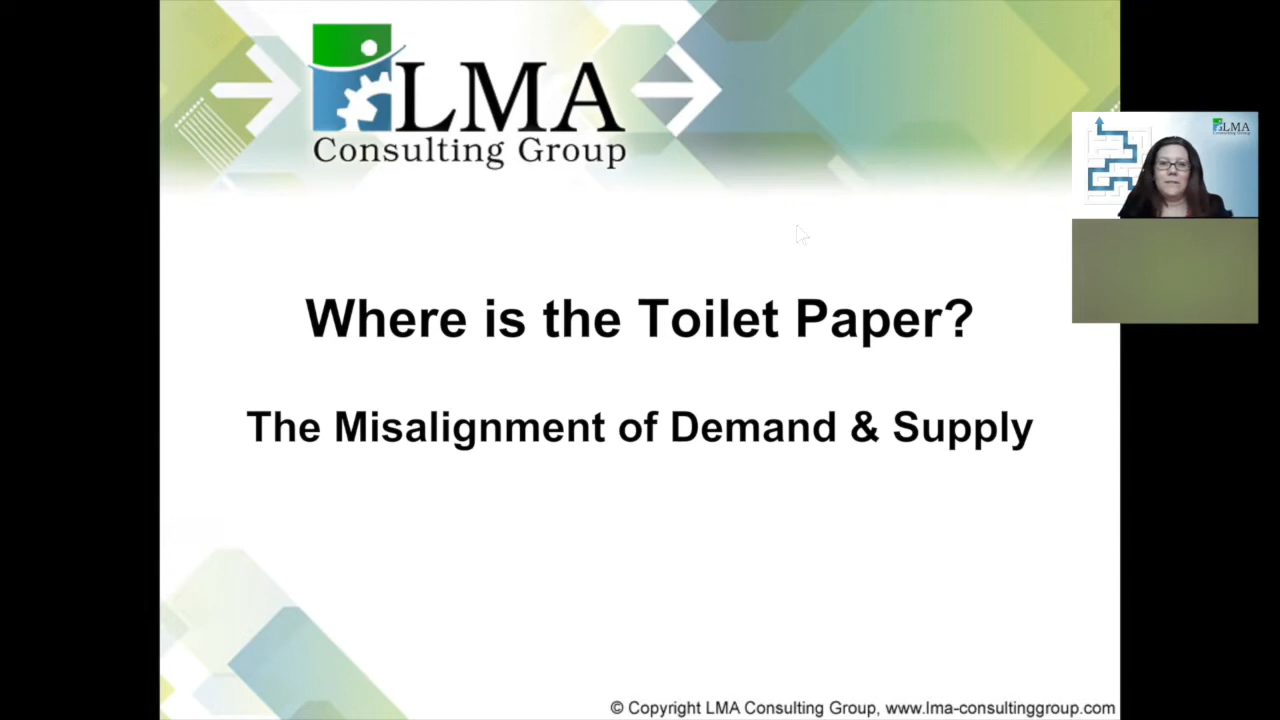 LMA
Consulting Group
LMA
Where is the Toilet Paper?
The Misalignment of Demand & Supply
© Copyright LMA Consulting Group, www.lma-consultinggroup.com